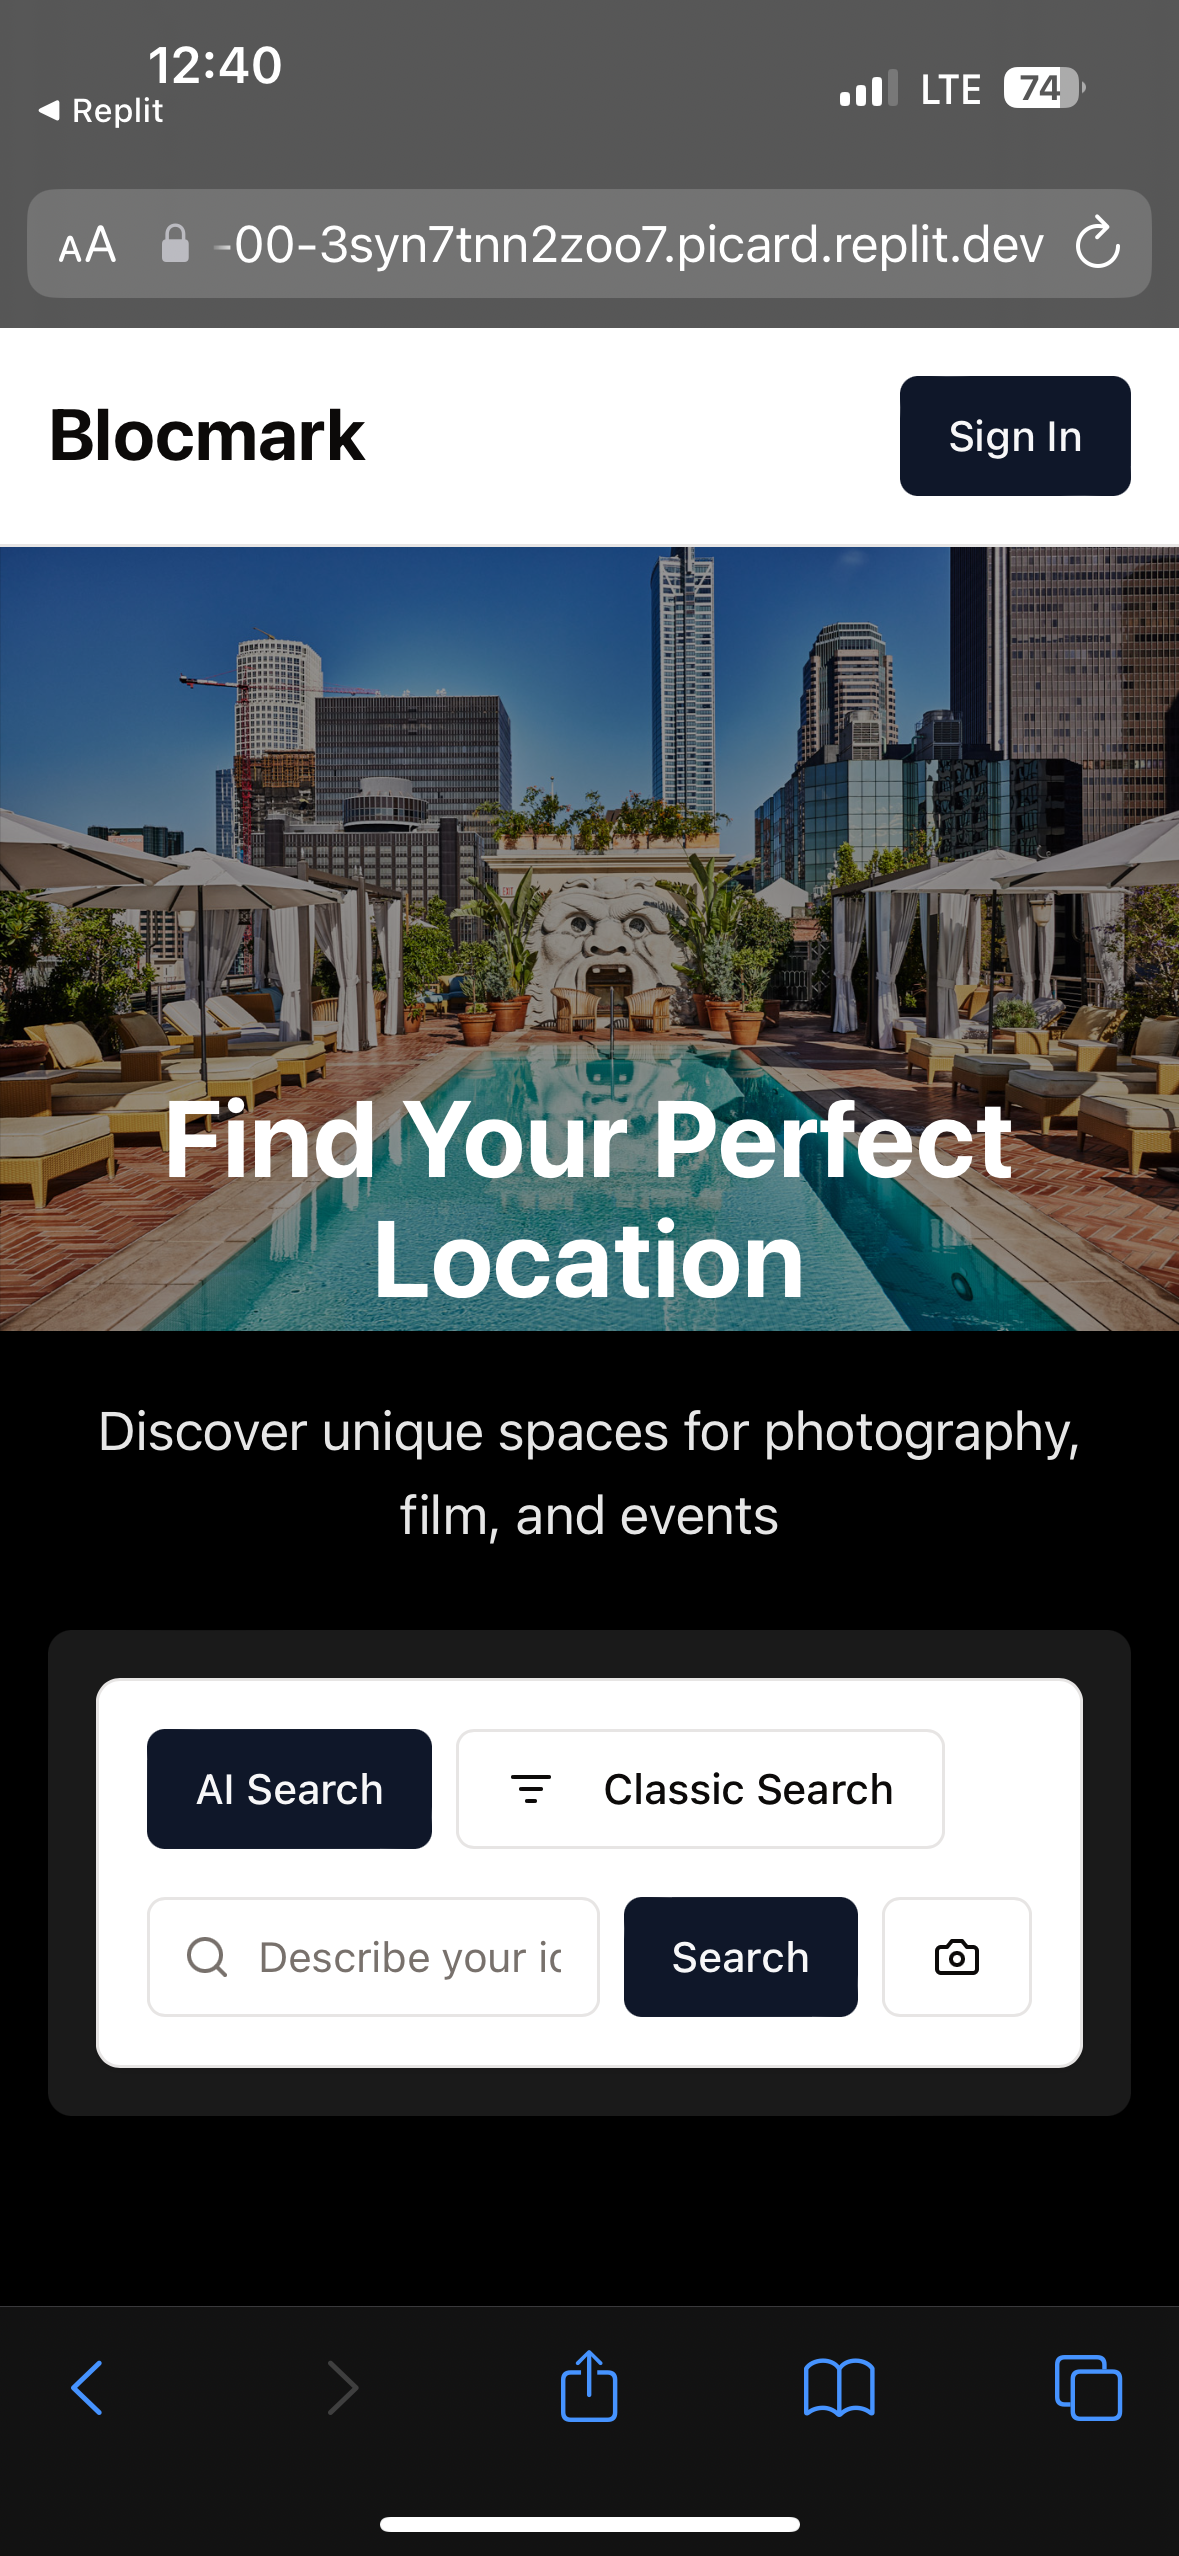 12:40
Replit
LTE
74
AA
-00-3syn7tnn2zoo7.picard.replit.dev
Blocmark
Sign In
EXIT
Find Your Perfect
Location
Discover unique spaces for photography,
film, and events
AI Search
Classic Search
Describe your ic
Search